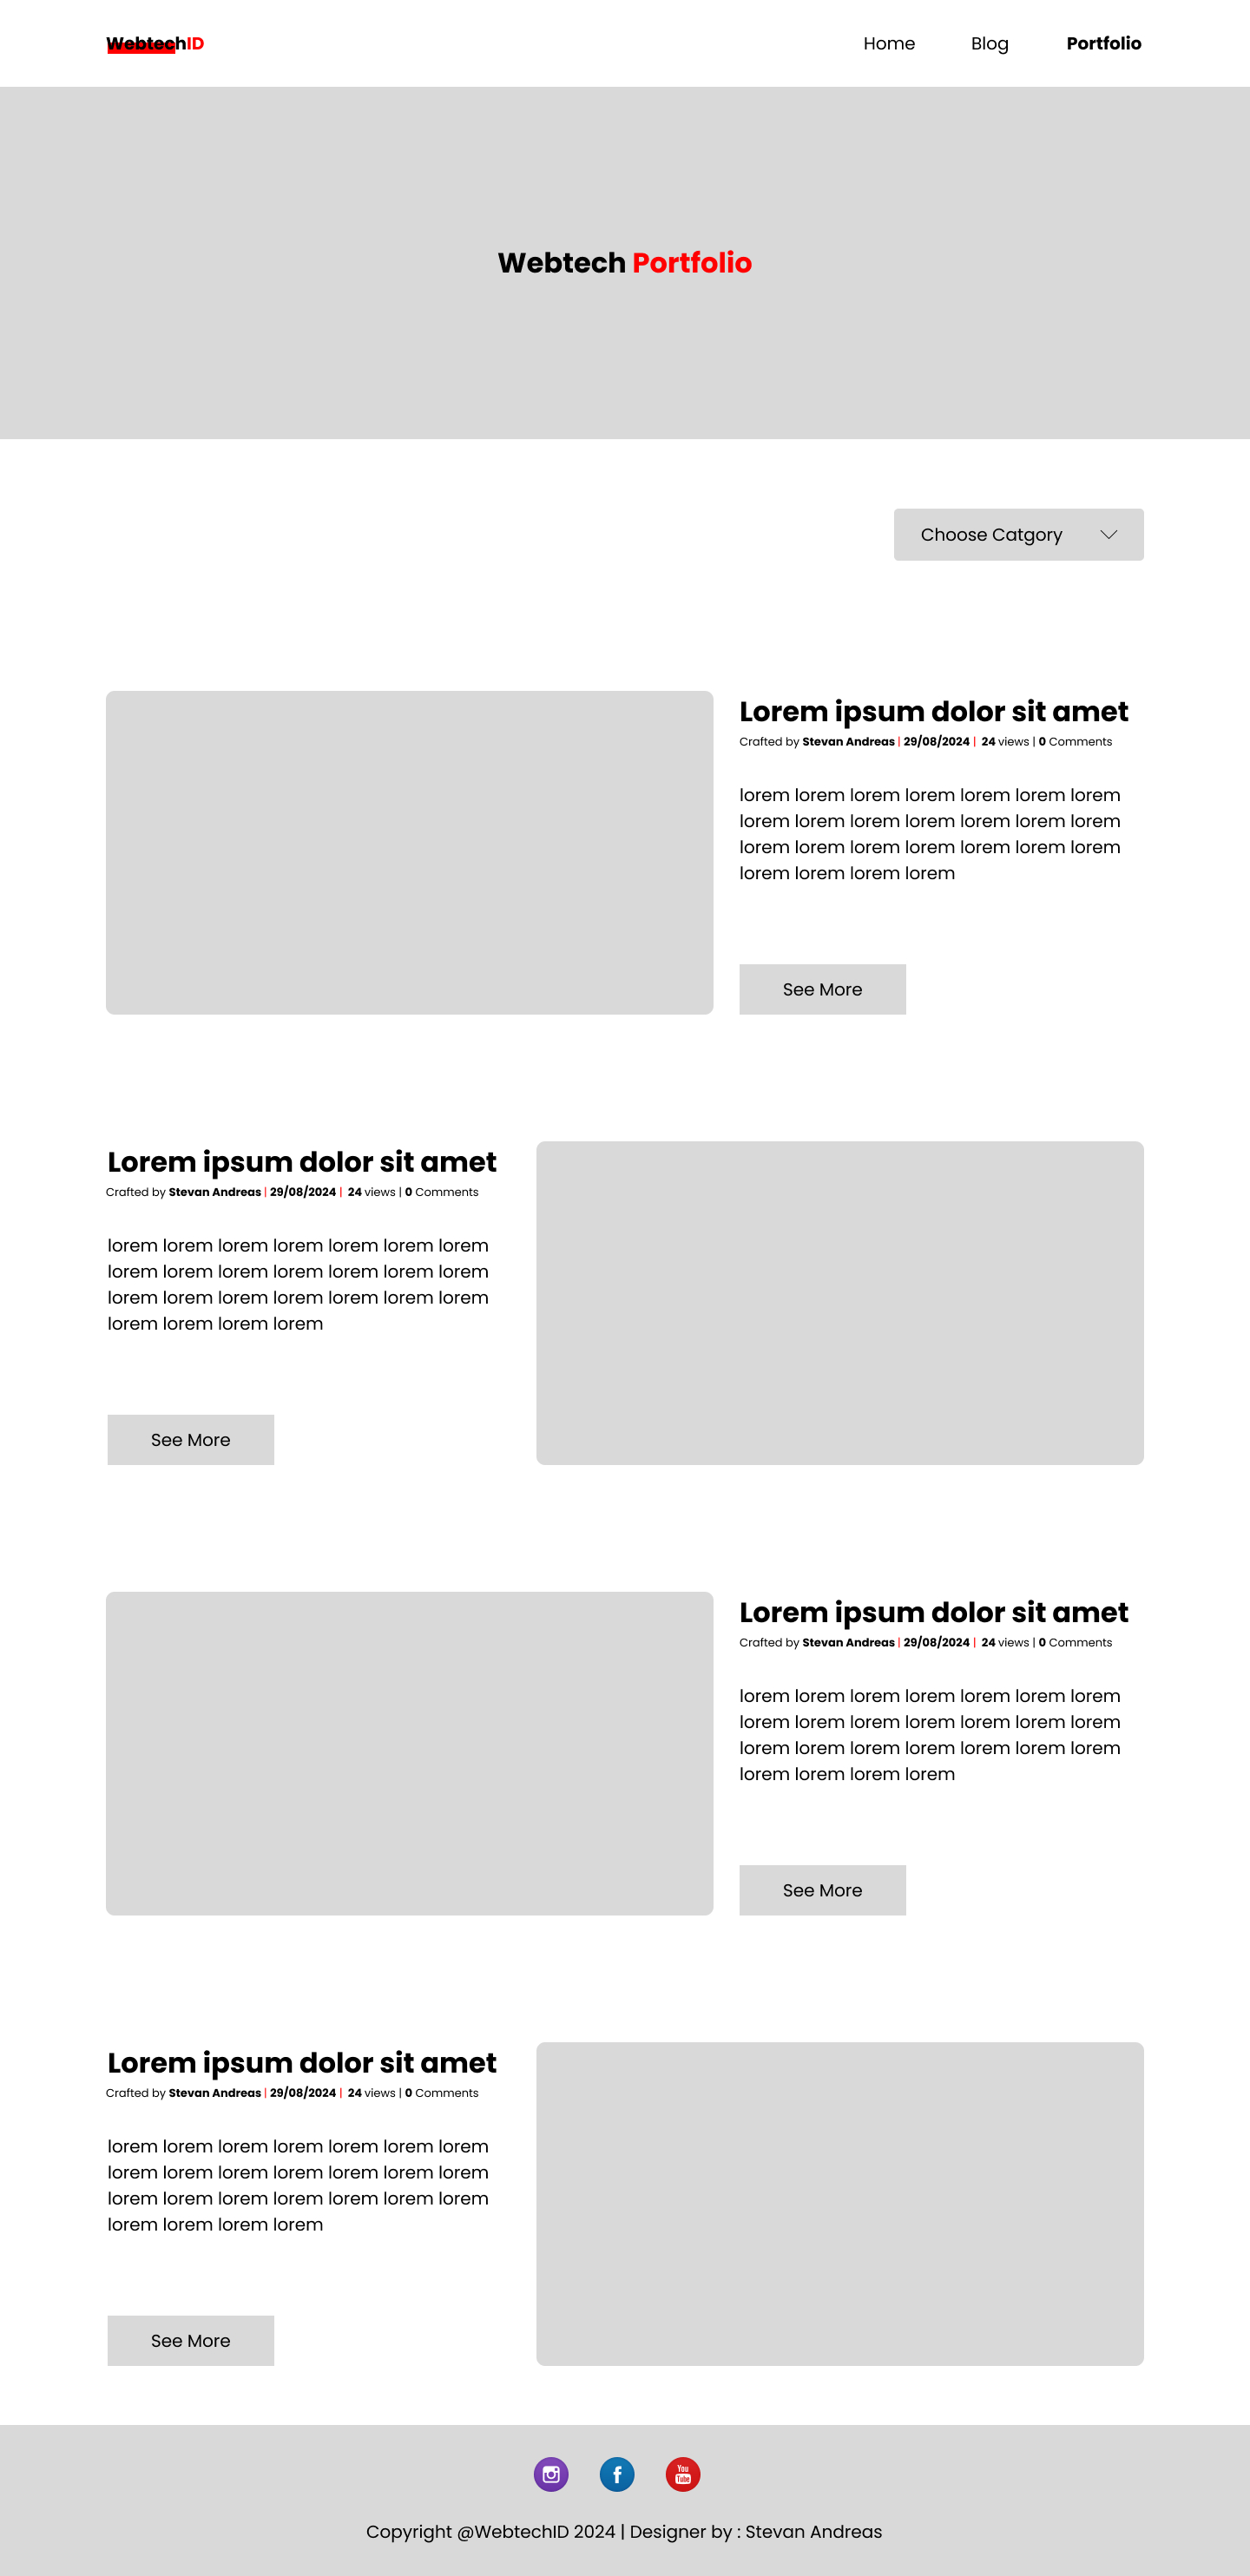 WebtechID
Home Blog Portfolio
Webtech Portfolio
Choose Catgory
Lorem ipsum dolor sit amet
Crafted by Stevan Andreas | 29/08/2024 | 24 views | 0 Comments
lorem lorem lorem lorem lorem lorem lorem
lorem lorem lorem lorem lorem lorem lorem
lorem lorem lorem lorem lorem lorem lorem
lorem lorem lorem lorem
See More
Lorem ipsum dolor sit amet
Crafted by Stevan Andreas | 29/08/2024 | 24 views | 0 Comments
lorem lorem lorem lorem lorem lorem lorem
lorem lorem lorem lorem lorem lorem lorem
lorem lorem lorem lorem lorem lorem lorem
lorem lorem lorem lorem
See More
Lorem ipsum dolor sit amet
Crafted by Stevan Andreas | 29/08/2024 | 24 views | 0 Comments
lorem lorem lorem lorem lorem lorem lorem
lorem lorem lorem lorem lorem lorem lorem
lorem lorem lorem lorem lorem lorem lorem
lorem lorem lorem lorem
See More
Lorem ipsum dolor sit amet
Crafted by Stevan Andreas | 29/08/2024 | 24 views | 0 Comments
lorem lorem lorem lorem lorem lorem lorem
lorem lorem lorem lorem lorem lorem lorem
lorem lorem lorem lorem lorem lorem lorem
lorem lorem lorem lorem
See More
f You
Tube
Copyright @WebtechID 2024 | Designer by : Stevan Andreas